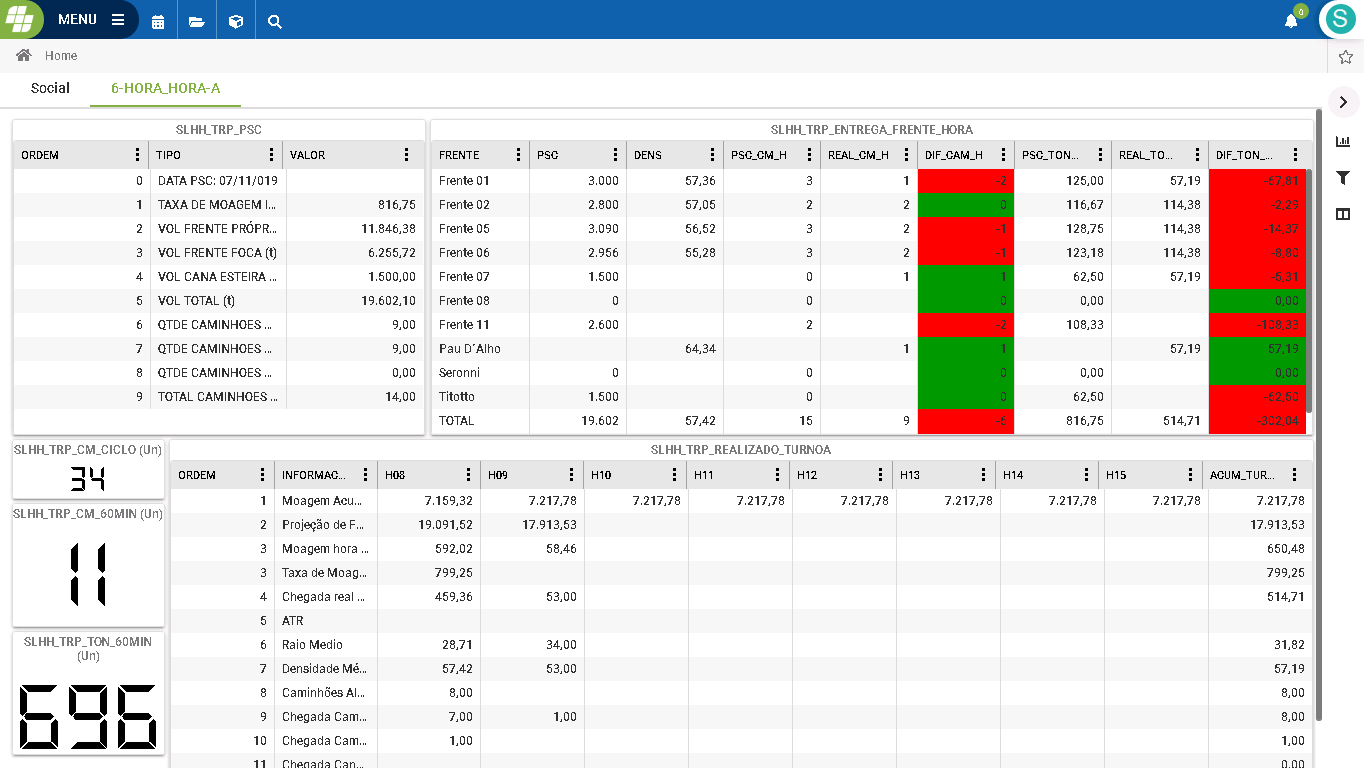 MENU
0
S
Home
Social 6-HORA_HORA-A
SLHH_TRP_PSC
ORDEM TIPO VALOR
0 DATA PSC: 07/11/019
1 TAXA DE MOAGEM I... 816,75
2 VOL FRENTE PRÓPR... 11.846,38
3 VOL FRENTE FOCA (t) 6.255,72
4 VOL CANA ESTEIRA ... 1.500,00
5 VOL TOTAL (t) 19.602,10
6 QTDE CAMINHOES ... 9,00
7 QTDE CAMINHOES ... 9,00
8 QTDE CAMINHOES ... 0,00
9 TOTAL CAMINHOES ... 14,00
SLHH_TRP_ENTREGA_FRENTE_HORA
FRENTE PSC DENS PSC_CM_H REAL_CM_H DIF_CAM_H PSC_TON... REAL_TO... DIF_TON_...
Frente 01 3.000 57,36 3 1 -2 125,00 57,19 -67,81
Frente 02 2.800 57,05 2 2 0 116,67 114,38 -2,29
Frente 05 3.090 56,52 3 2 -1 128,75 114,38 -14,37
Frente 06 2.956 55,28 3 2 -1 123,18 114,38 -8,80
Frente 07 1.500 0 1 1 62,50 57,19 -5,31
Frente 08 0 0 0 0,00 0,00
Frente 11 2.600 2 -2 108,33 -108,33
Pau D´Alho 64,34 1 1 57,19 57,19
Seronni 0 0 0 0,00 0,00
Titotto 1.500 0 0 62,50 -62,50
TOTAL 19.602 57,42 15 9 -6 816,75 514,71 -302,04
SLHH_TRP_CM_CICLO (Un)
34
SLHH_TRP_CM_60MIN (Un)
11
SLHH_TRP_TON_60MIN
(Un)
696
SLHH_TRP_REALIZADO_TURNOA
ORDEM INFORMAC... H08 H09 H10 H11 H12 H13 H14 H15 ACUM_TUR...
1 Moagem Acu... 7.159,32 7.217,78 7.217,78 7.217,78 7.217,78 7.217,78 7.217,78 7.217,78 7.217,78
2 Projeção de F... 19.091,52 17.913,53 17.913,53
3 Moagem hora ... 592,02 58,46 650,48
3 Taxa de Moag... 799,25 799,25
4 Chegada real ... 459,36 53,00 514,71
5 ATR
6 Raio Medio 28,71 34,00 31,82
7 Densidade Mé... 57,42 53,00 57,19
8 Caminhões Al... 8,00 8,00
9 Chegada Cam... 7,00 1,00 8,00
10 Chegada Cam... 1,00 1,00
11 Chegada Can... 0,00